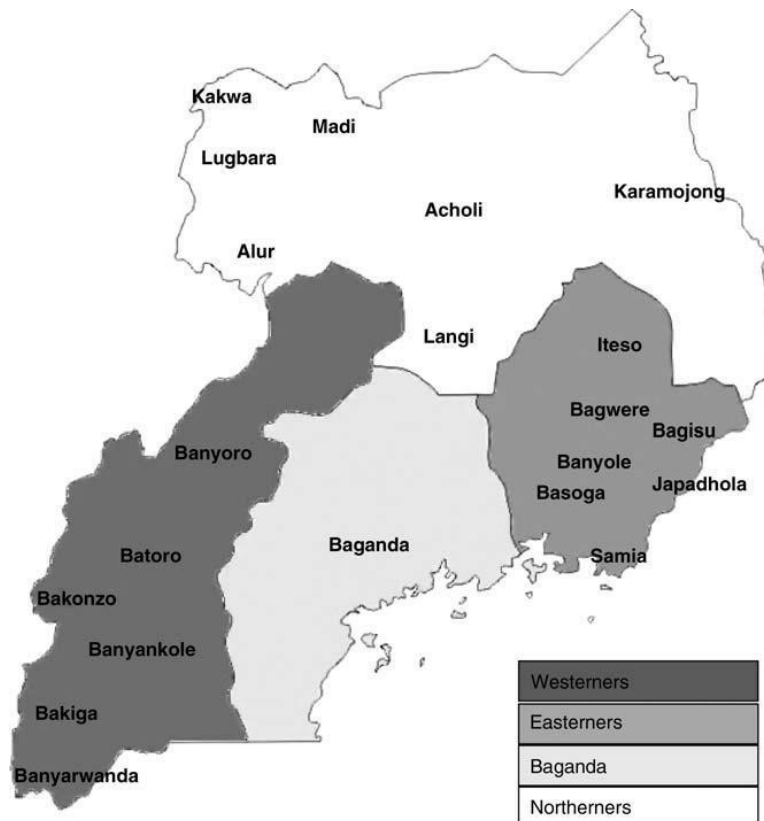 Kakwa
Madi
Lugbara
Karamojong
Acholi
Alur
Langi
Iteso
Bagwere
Bagisu
Banyoro
Banyole
Japadhola
Basoga
Baganda
Batoro
Samia
Bakonzo
Banyankole
Westerners
Bakiga
Easterners
Baganda
Banyarwanda
Northerners